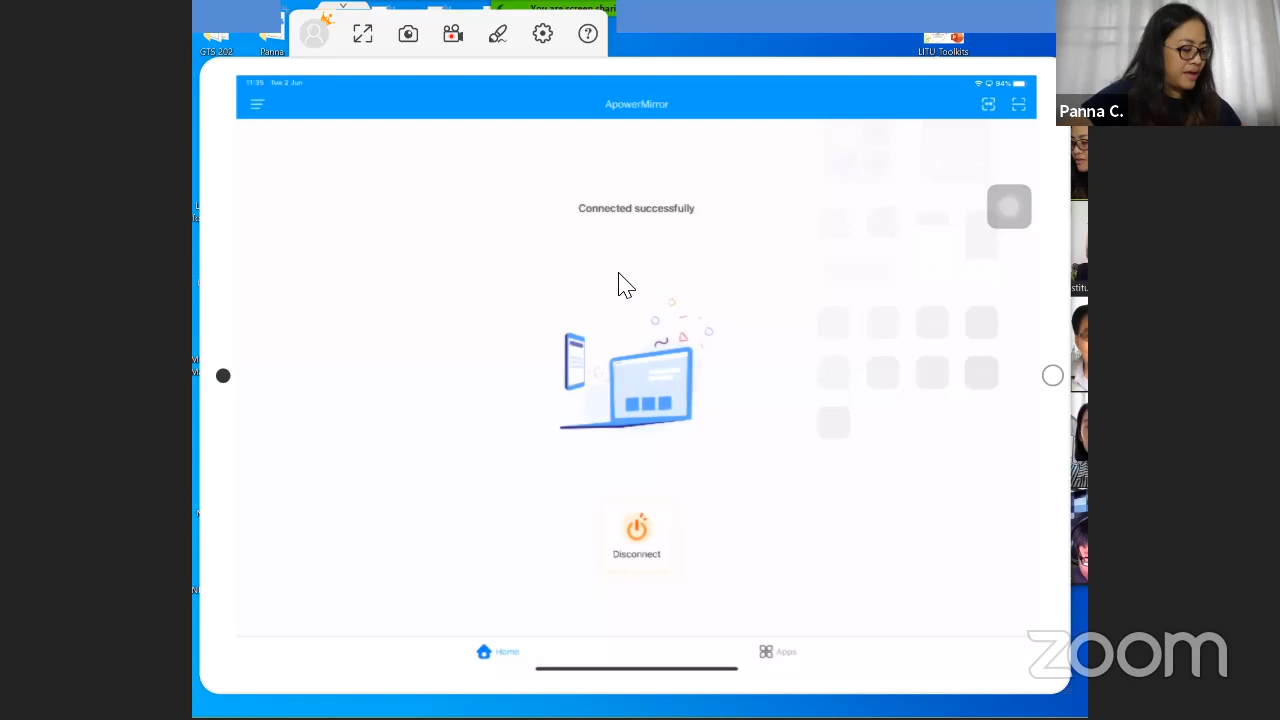 You are screen shari
GTS 202
Panna
LITU Toolkits
Panna C.
11:35 Tue 2 Jun
94%
ApowerMirror
Connected successfully
Disconnect
Home
Apps
zoom